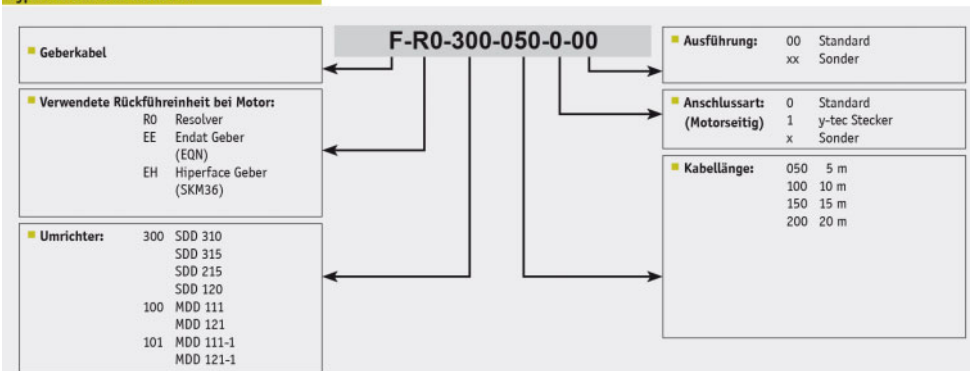 F-R0-300-050-0-00
Geberkabel
Verwendete Rückführeinheit bei Motor:
R0 Resolver
EE Endat Geber
(EQN)
EH Hiperface Geber
(SKM36)
Umrichter: 300 SDD 310
SDD 315
SDD 215
SDD 120
100 MDD 111
MDD 121
101 MDD 111-1
MDD 121-1
Ausführung: 00 Standard
xx Sonder
Anschlussart: 0 Standard
(Motorseitig) 1 y-tec Stecker
x Sonder
Kabellänge: 050 5 m
100 10 m
150 15 m
200 20 m